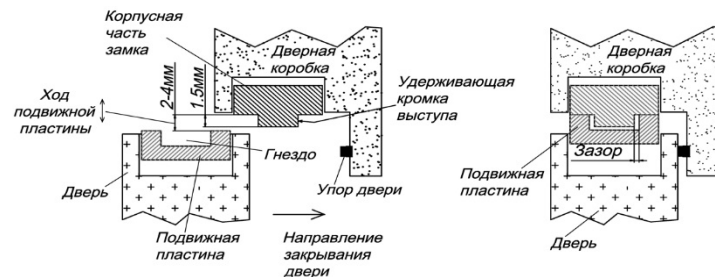 Корпусная
часть
замка
Дверная
коробка
2-4мм
1.5мм
Удерживающая
кромка
выступа
Ход
подвижной
пластины
Гнездо
Дверь
Упор двери
Подвижная
пластина
Направление
закрывания
двери
Дверная
коробка
Зазор
Подвижная
пластина
Дверь